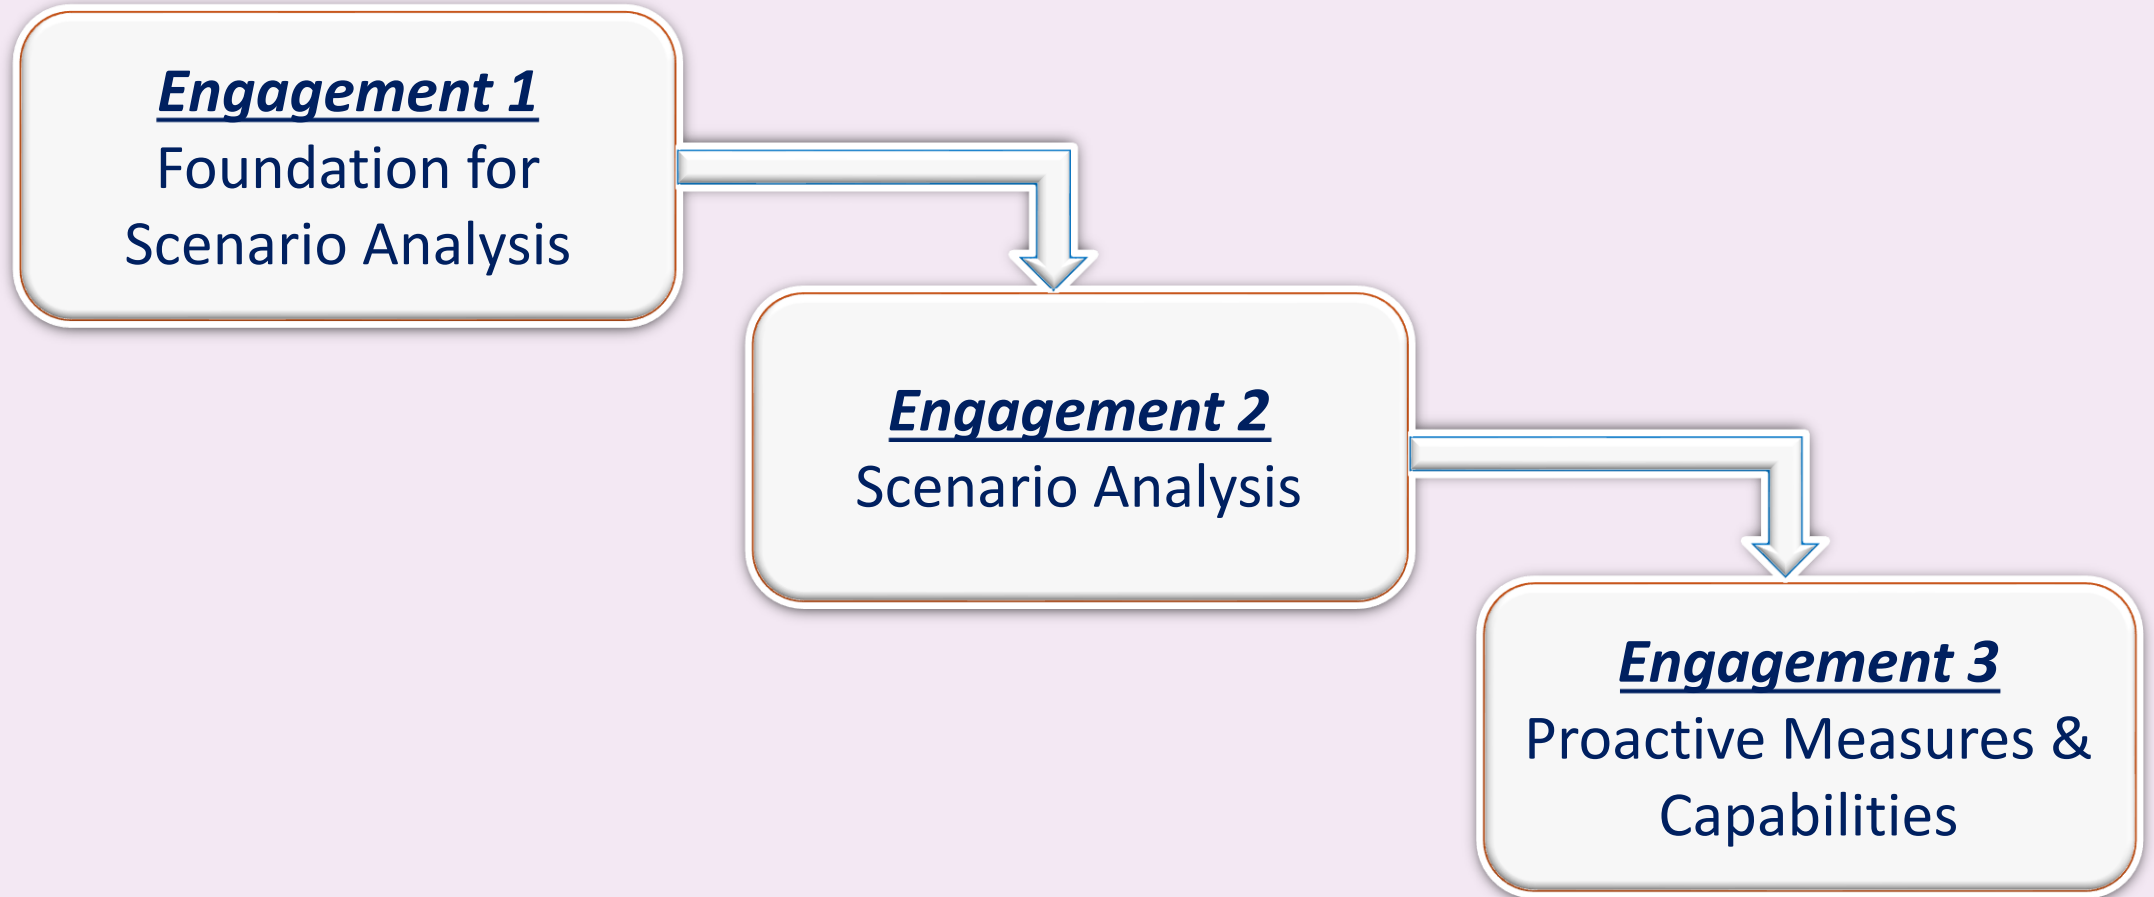 Engagement 1
Foundation for
Scenario Analysis
Engagement 2
Scenario Analysis
Engagement 3
Proactive Measures &
Capabilities